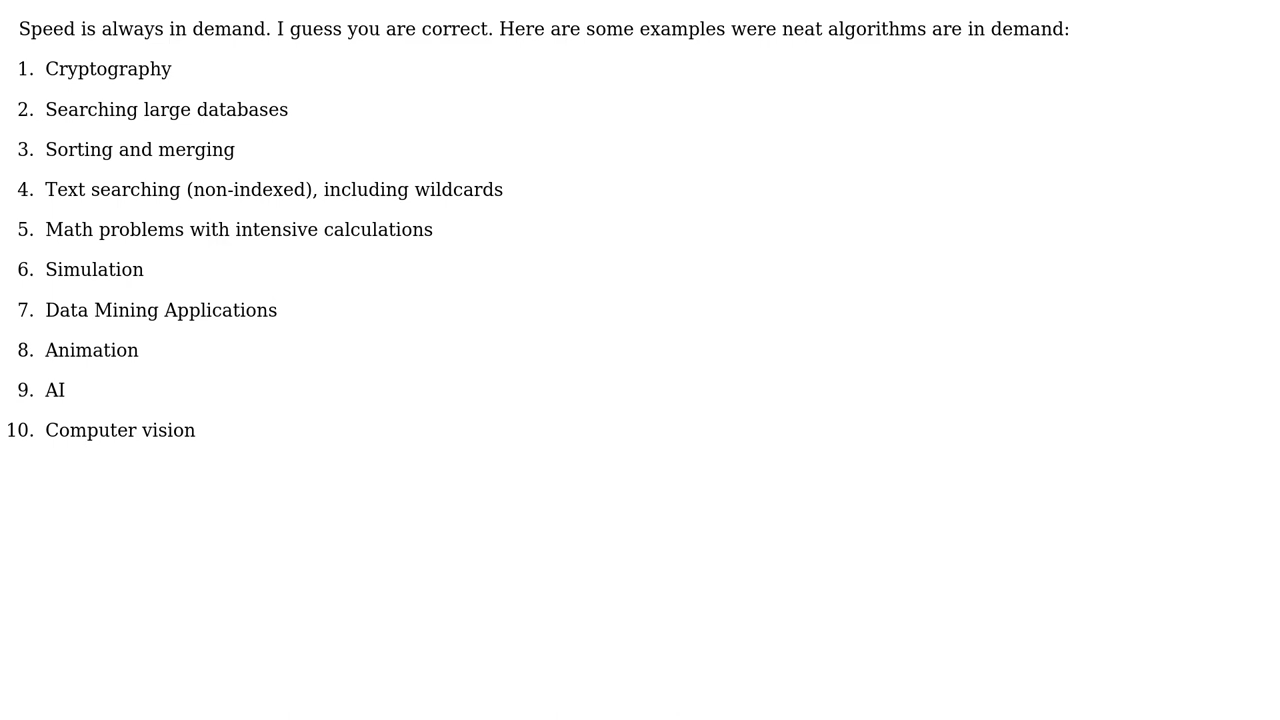 Speed is always in demand. I guess you are correct. Here are some examples were neat algorithms are in demand:
1. Cryptography
2. Searching large databases
3. Sorting and merging
4. Text searching (non-indexed), including wildcards
5. Math problems with intensive calculations
6. Simulation
7. Data Mining Applications
8. Animation
9. AI
10. Computer vision